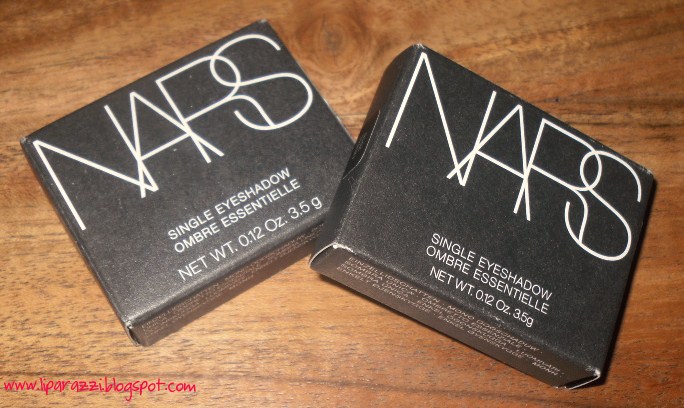 NARS
SINGLE EYESHADOW
OMBRE ESSENTIELLE
NET WT. 0.12 Oz. 3.5 g
NARS
SINGLE EYESHADOW
OMBRE ESSENTIELLE
NET WT. 0.12 Oz. 3.5g
www.liparazzi.blogspot.com